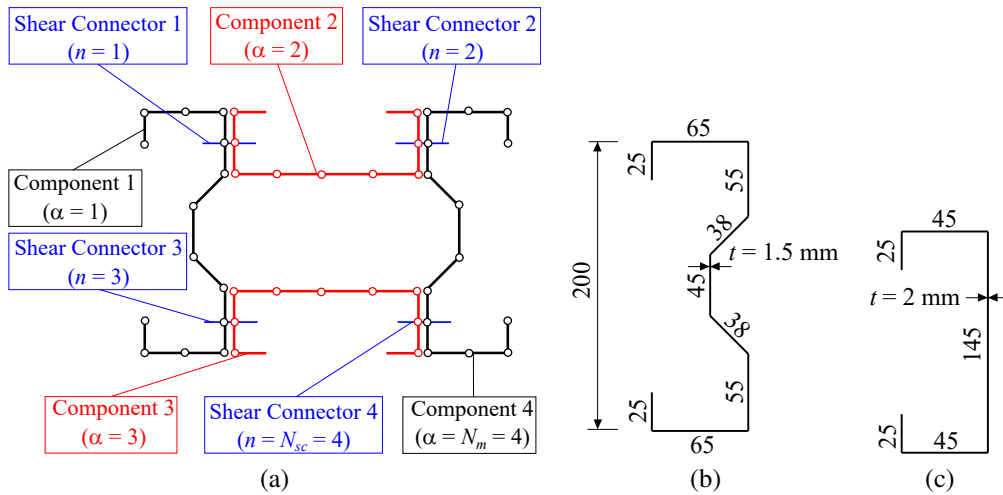 Shear Connector 1
(n = 1)
Component 2
(α = 2)
Shear Connector 2
(n = 2)
Component 1
(α = 1)
Shear Connector 3
(n = 3)
Component 3
(α = 3)
Shear Connector 4
(n = N_sc = 4)
Component 4
(α = N_m = 4)
(a)
65
25
55
38
t = 1.5 mm
200
45
38
25
55
65
(b)
45
25
t = 2 mm
145
25
45
(c)